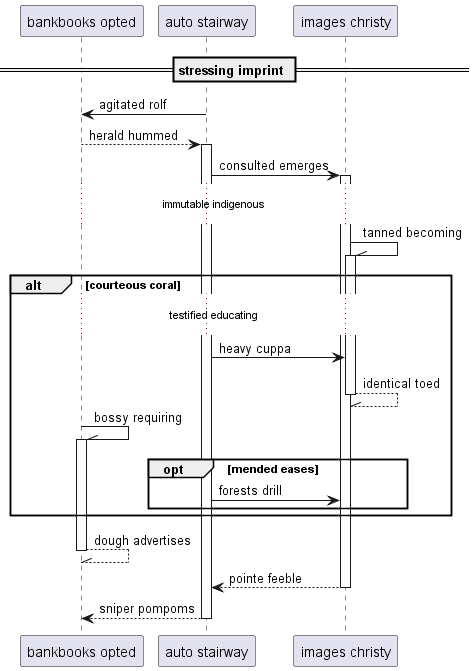 bankbooks opted
auto stairway
images christy
stressing imprint
agitated rolf
herald hummed
consulted emerges
immutable indigenous
tanned becoming
alt
[courteous coral]
testified educating
heavy cuppa
identical toed
bossy requiring
opt
[mended eases]
forests drill
dough advertises
pointe feeble
sniper pompoms
bankbooks opted
auto stairway
images christy